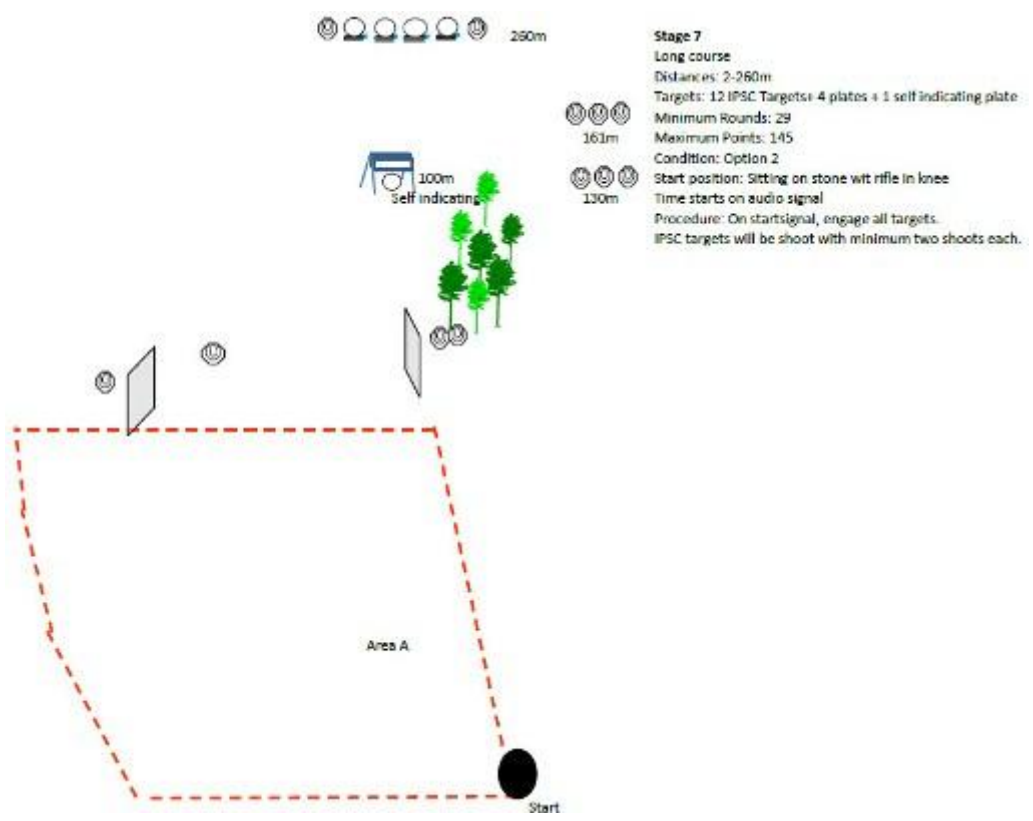 260m
Stage 7
Long course
Distances: 2-260m
Targets: 12 IPSC Targets+ 4 plates + 1 self indicating plate
Minimum Rounds: 29
161m
Maximum Points: 145
Condition: Option 2
100m
Self indicating
130m
Start position: Sitting on stone wit rifle in knee
Time starts on audio signal
Procedure: On startsignal, engage all targets.
IPSC targets will be shoot with minimum two shoots each.
Area A
Start